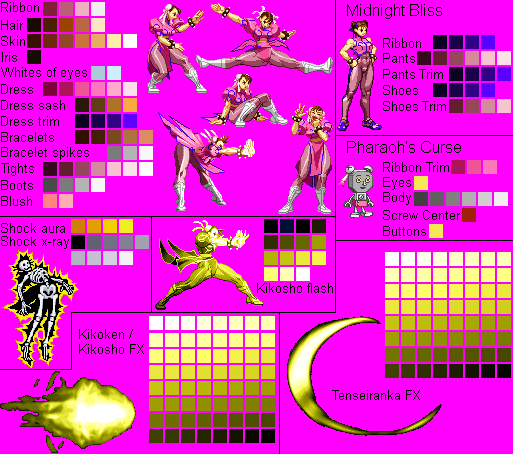 Ribbon
Hair
Skin
Iris
Whites of eyes
Dress
Dress sash
Dress trim
Bracelets
Bracelet spikes
Tights
Boots
Blush
Midnight Bliss
Ribbon
Pants
Pants Trim
Shoes
Shoes Trim
Pharaoh's Curse
Ribbon Trim
Eyes
Body
Screw Center
Buttons
Shock aura
Shock x-ray
Kikosho flash
Kikoken /
Kikosho FX
Tenseiranka FX